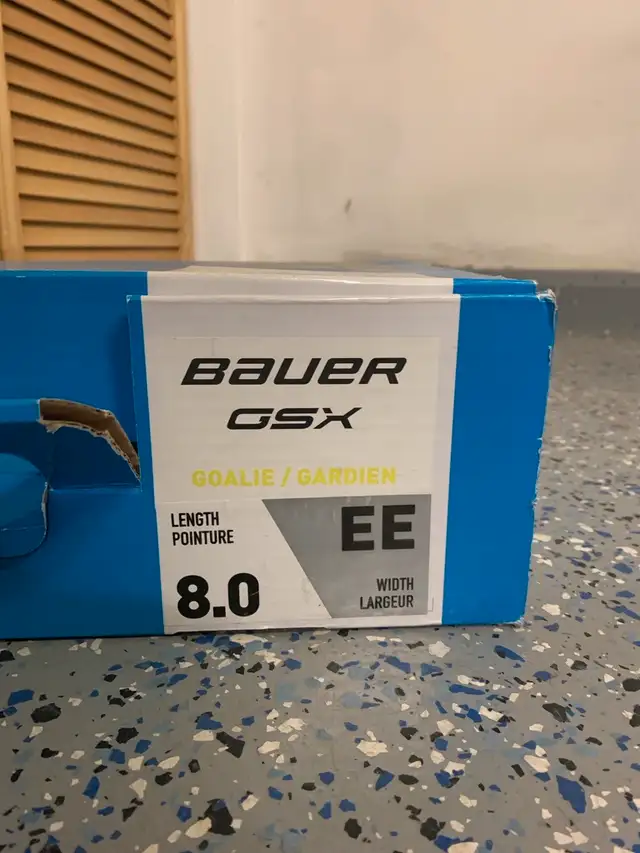 BAUER
GSX
GOALIE / GARDIEN
LENGTH
POINTURE
8.0
EE
WIDTH
LARGEUR